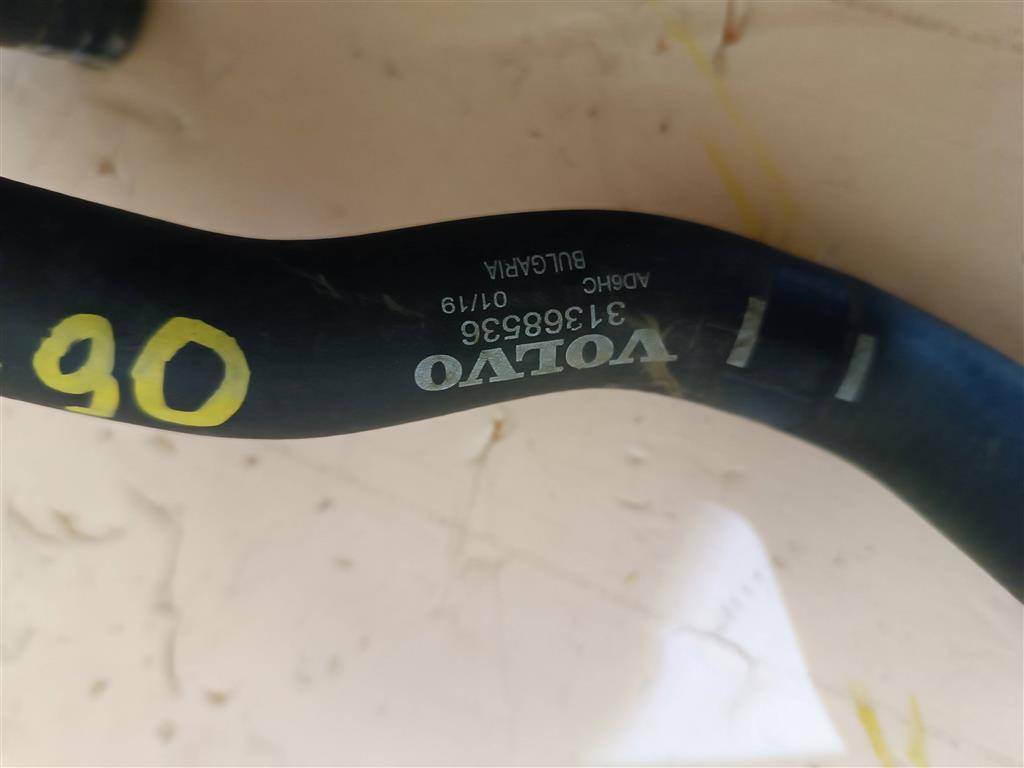 VOLVO
31368536
AD6HC 01/19
BULGARIA
90